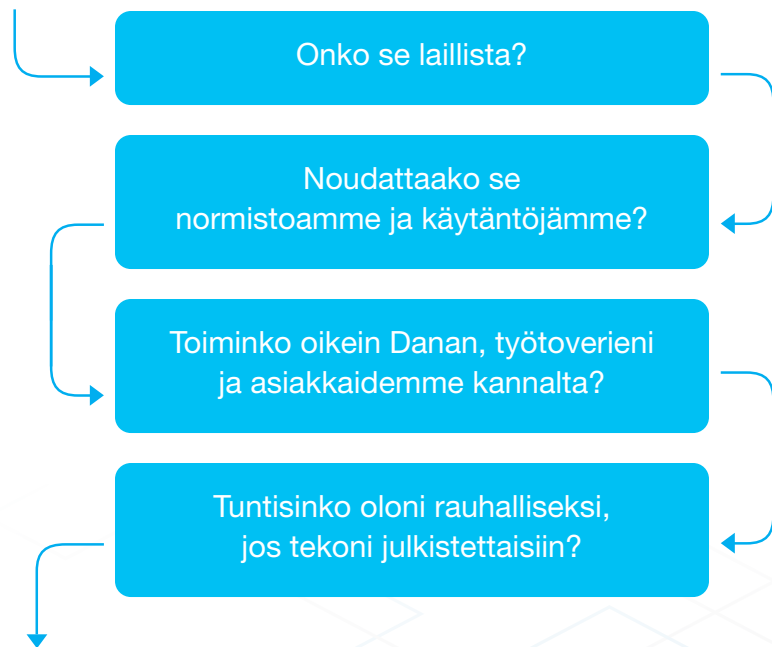 Onko se laillista?
Noudattaako se
normistoamme ja käytäntöjämme?
Toiminko oikein Danan, työtoverieni
ja asiakkaidemme kannalta?
Tuntisinko oloni rauhalliseksi,
jos tekoni julkistettaisiin?